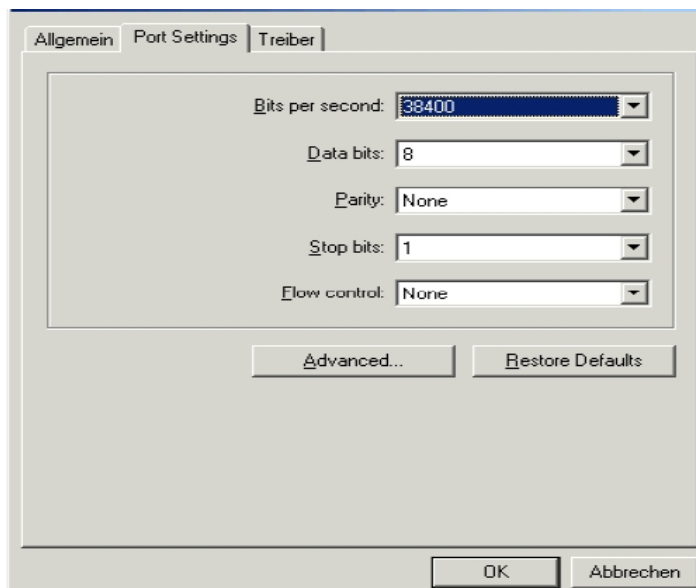 Allgemein Port Settings Treiber
Bits per second: 38400
Data bits: 8
Parity: None
Stop bits: 1
Flow control: None
Advanced... Restore Defaults
OK Abbrechen